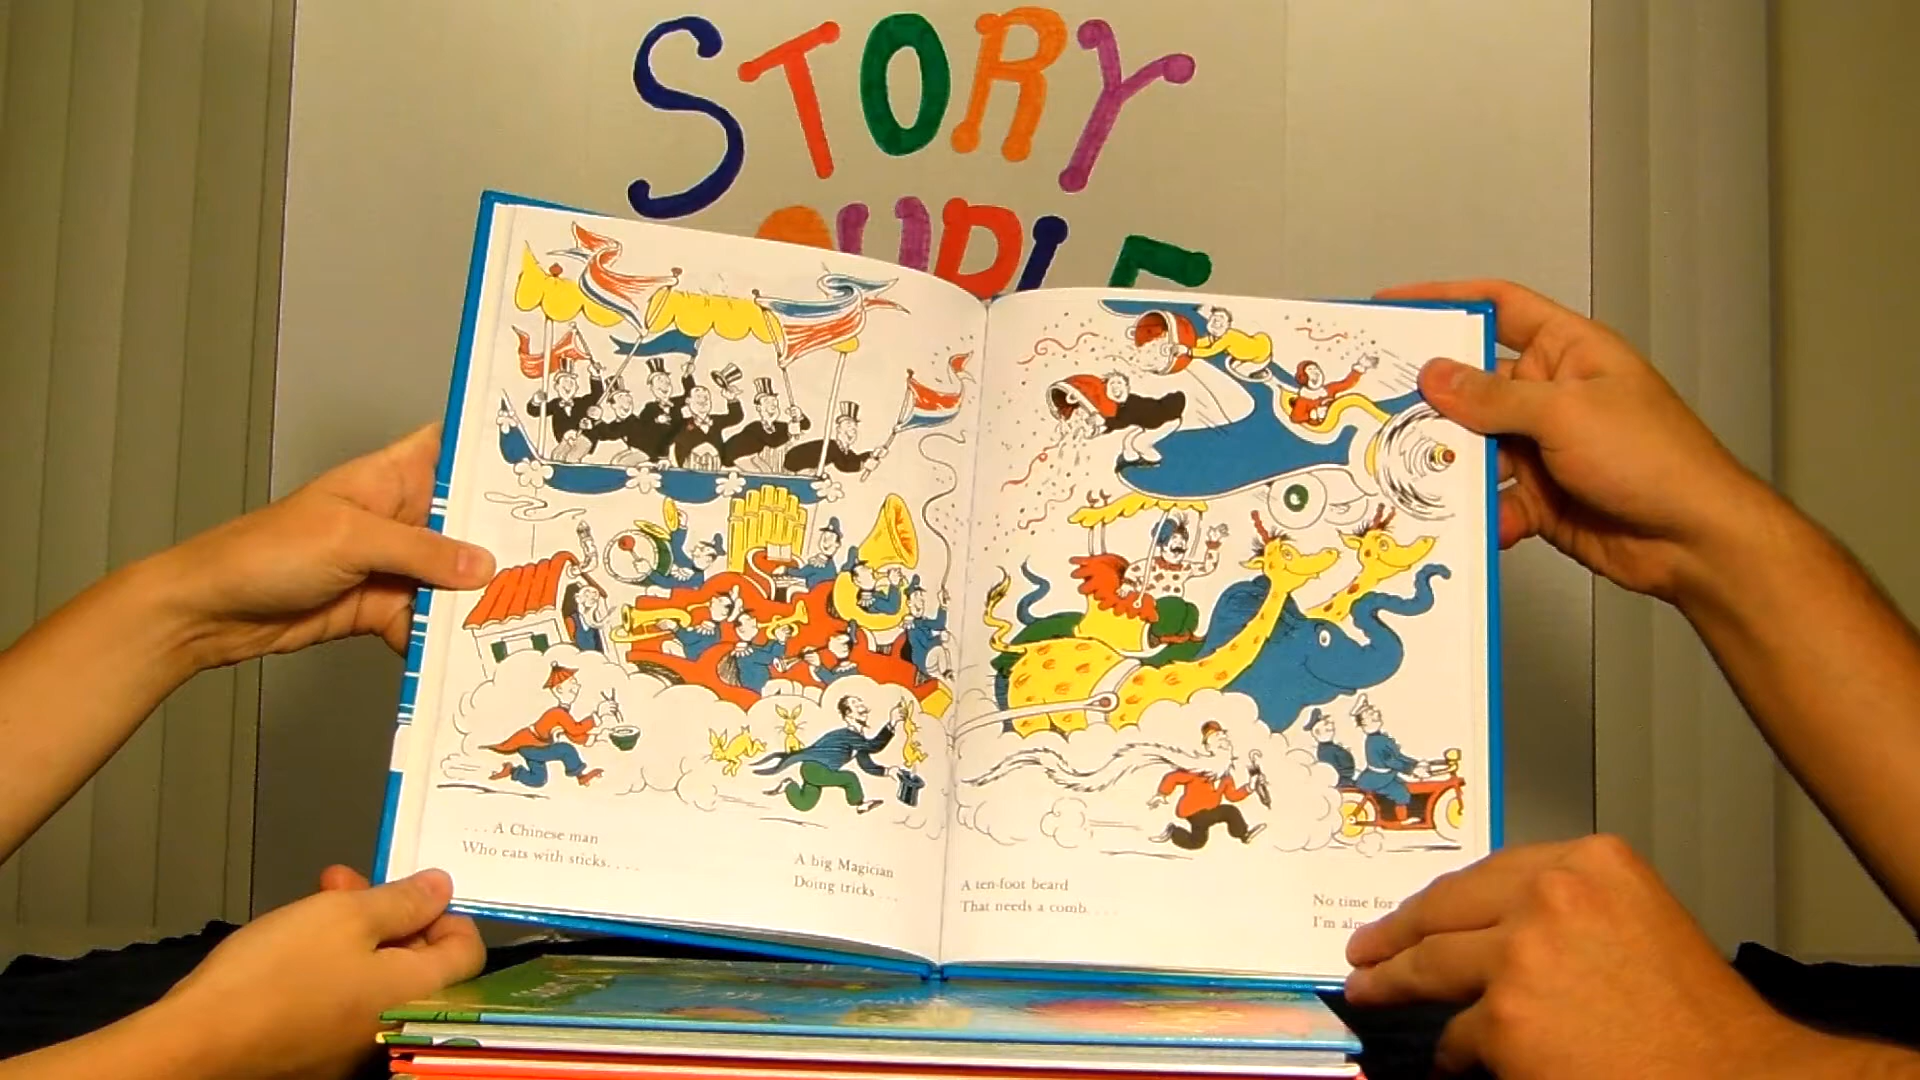 STORY
. . . A Chinese man
Who eats with sticks. . . .
A big Magician
Doing tricks . . .
A ten-foot beard
That needs a comb. . . .
No time for
I'm